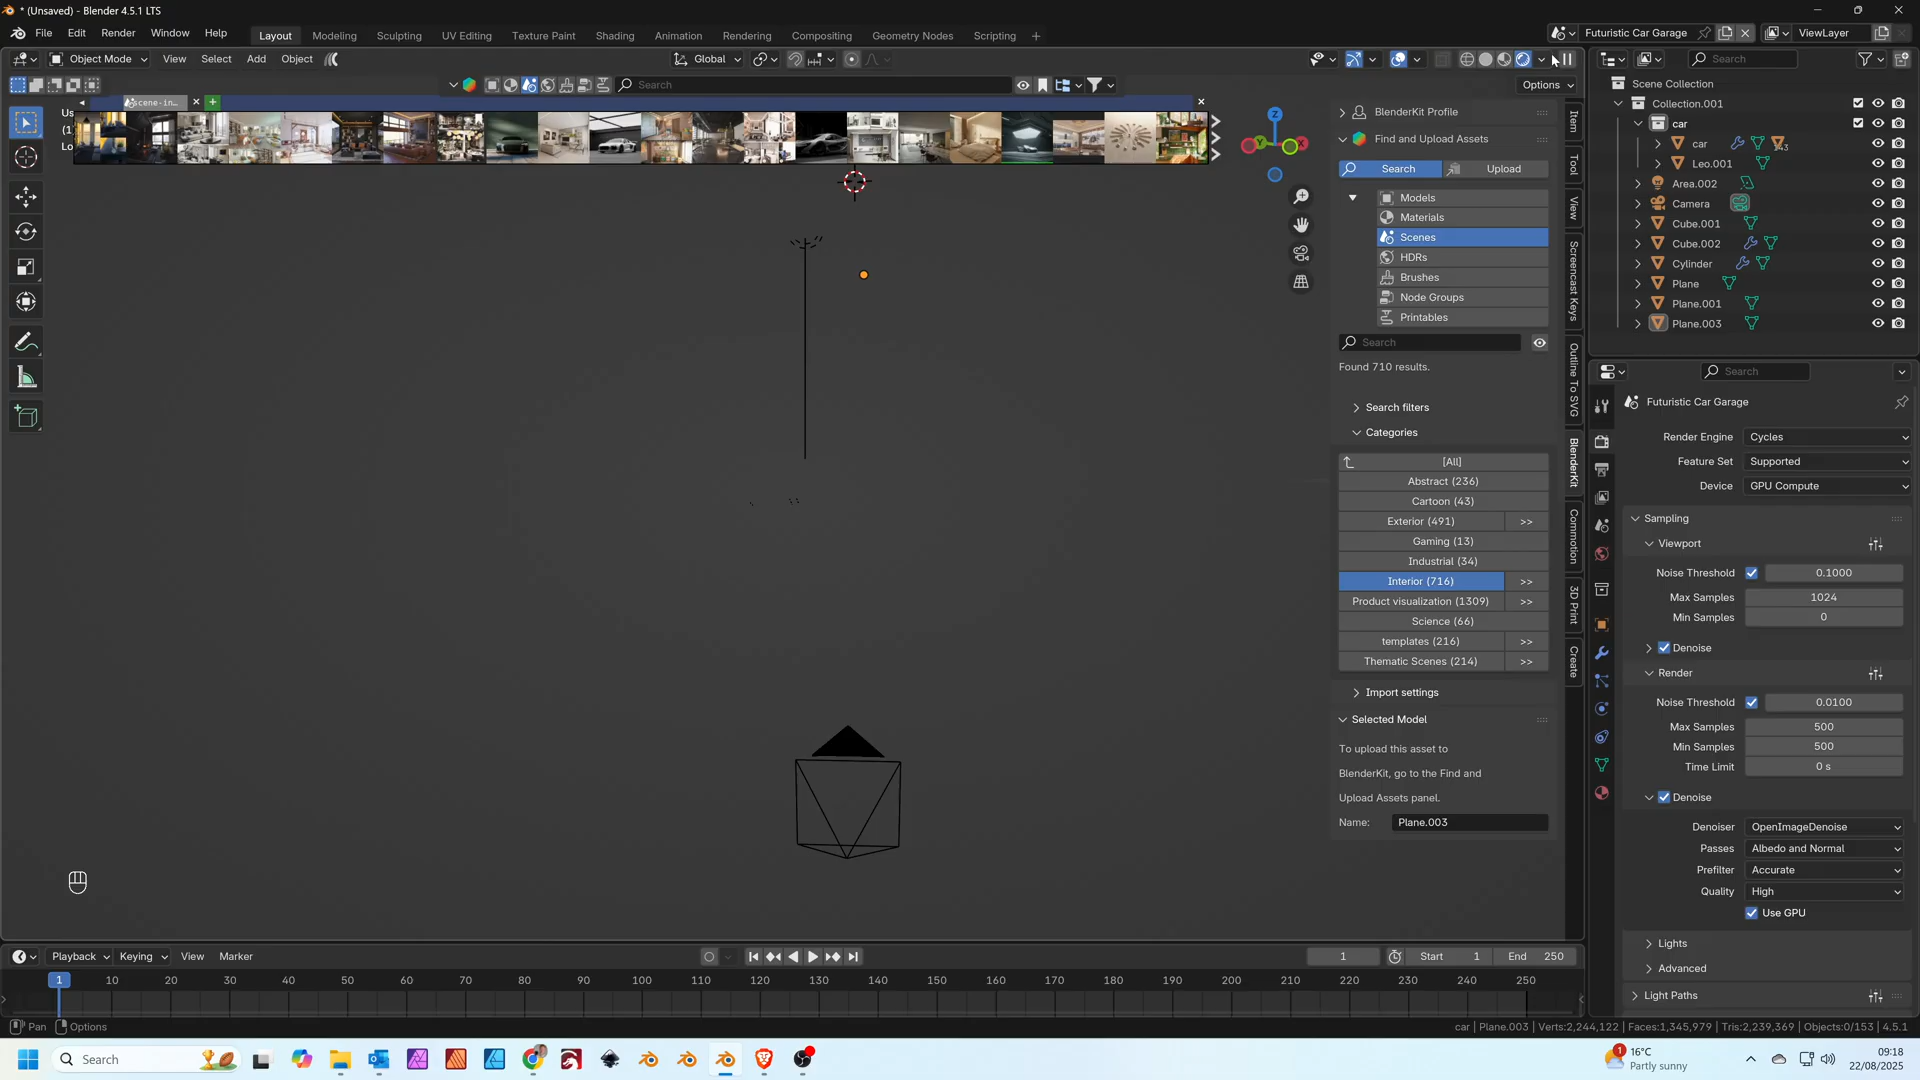 * (Unsaved) - Blender 4.5.1 LTS
File Edit Render Window Help
Layout Modeling Sculpting UV Editing Texture Paint Shading Animation Rendering Compositing Geometry Nodes Scripting +
Futuristic Car Garage
ViewLayer
Object Mode View Select Add Object
Global
Search
Options
Search
scene-in...
Us
(1
Lo
BlenderKit Profile
Find and Upload Assets
Search Upload
Models
Materials
Scenes
HDRs
Brushes
Node Groups
Printables
Search
Found 710 results.
Search filters
Categories
[All]
Abstract (236)
Cartoon (43)
Exterior (491) >>
Gaming (13)
Industrial (34)
Interior (716) >>
Product visualization (1309) >>
Science (66)
templates (216) >>
Thematic Scenes (214) >>
Import settings
Selected Model
To upload this asset to
BlenderKit, go to the Find and
Upload Assets panel.
Name: Plane.003
Item
Tool
View
Screencast Keys
Outline To SVG
BlenderKit
Commotion
3D Print
Create
Z
Y
X
Scene Collection
Collection.001
car
car
Leo.001
Area.002
Camera
Cube.001
Cube.002
Cylinder
Plane
Plane.001
Plane.003
Search
Futuristic Car Garage
Render Engine Cycles
Feature Set Supported
Device GPU Compute
Sampling
Viewport
Noise Threshold 0.1000
Max Samples 1024
Min Samples 0
Denoise
Render
Noise Threshold 0.0100
Max Samples 500
Min Samples 500
Time Limit 0 s
Denoise
Denoiser OpenImageDenoise
Passes Albedo and Normal
Prefilter Accurate
Quality High
Use GPU
Lights
Advanced
Light Paths
Playback Keying View Marker
1 Start 1 End 250
1 10 20 30 40 50 60 70 80 90 100 110 120 130 140 150 160 170 180 190 200 210 220 230 240 250
Pan Options
car | Plane.003 | Verts:2,244,122 | Faces:1,345,979 | Tris:2,239,369 | Objects:0/153 | 4.5.1
Search
1
16°C
Partly sunny
09:18
22/08/2025